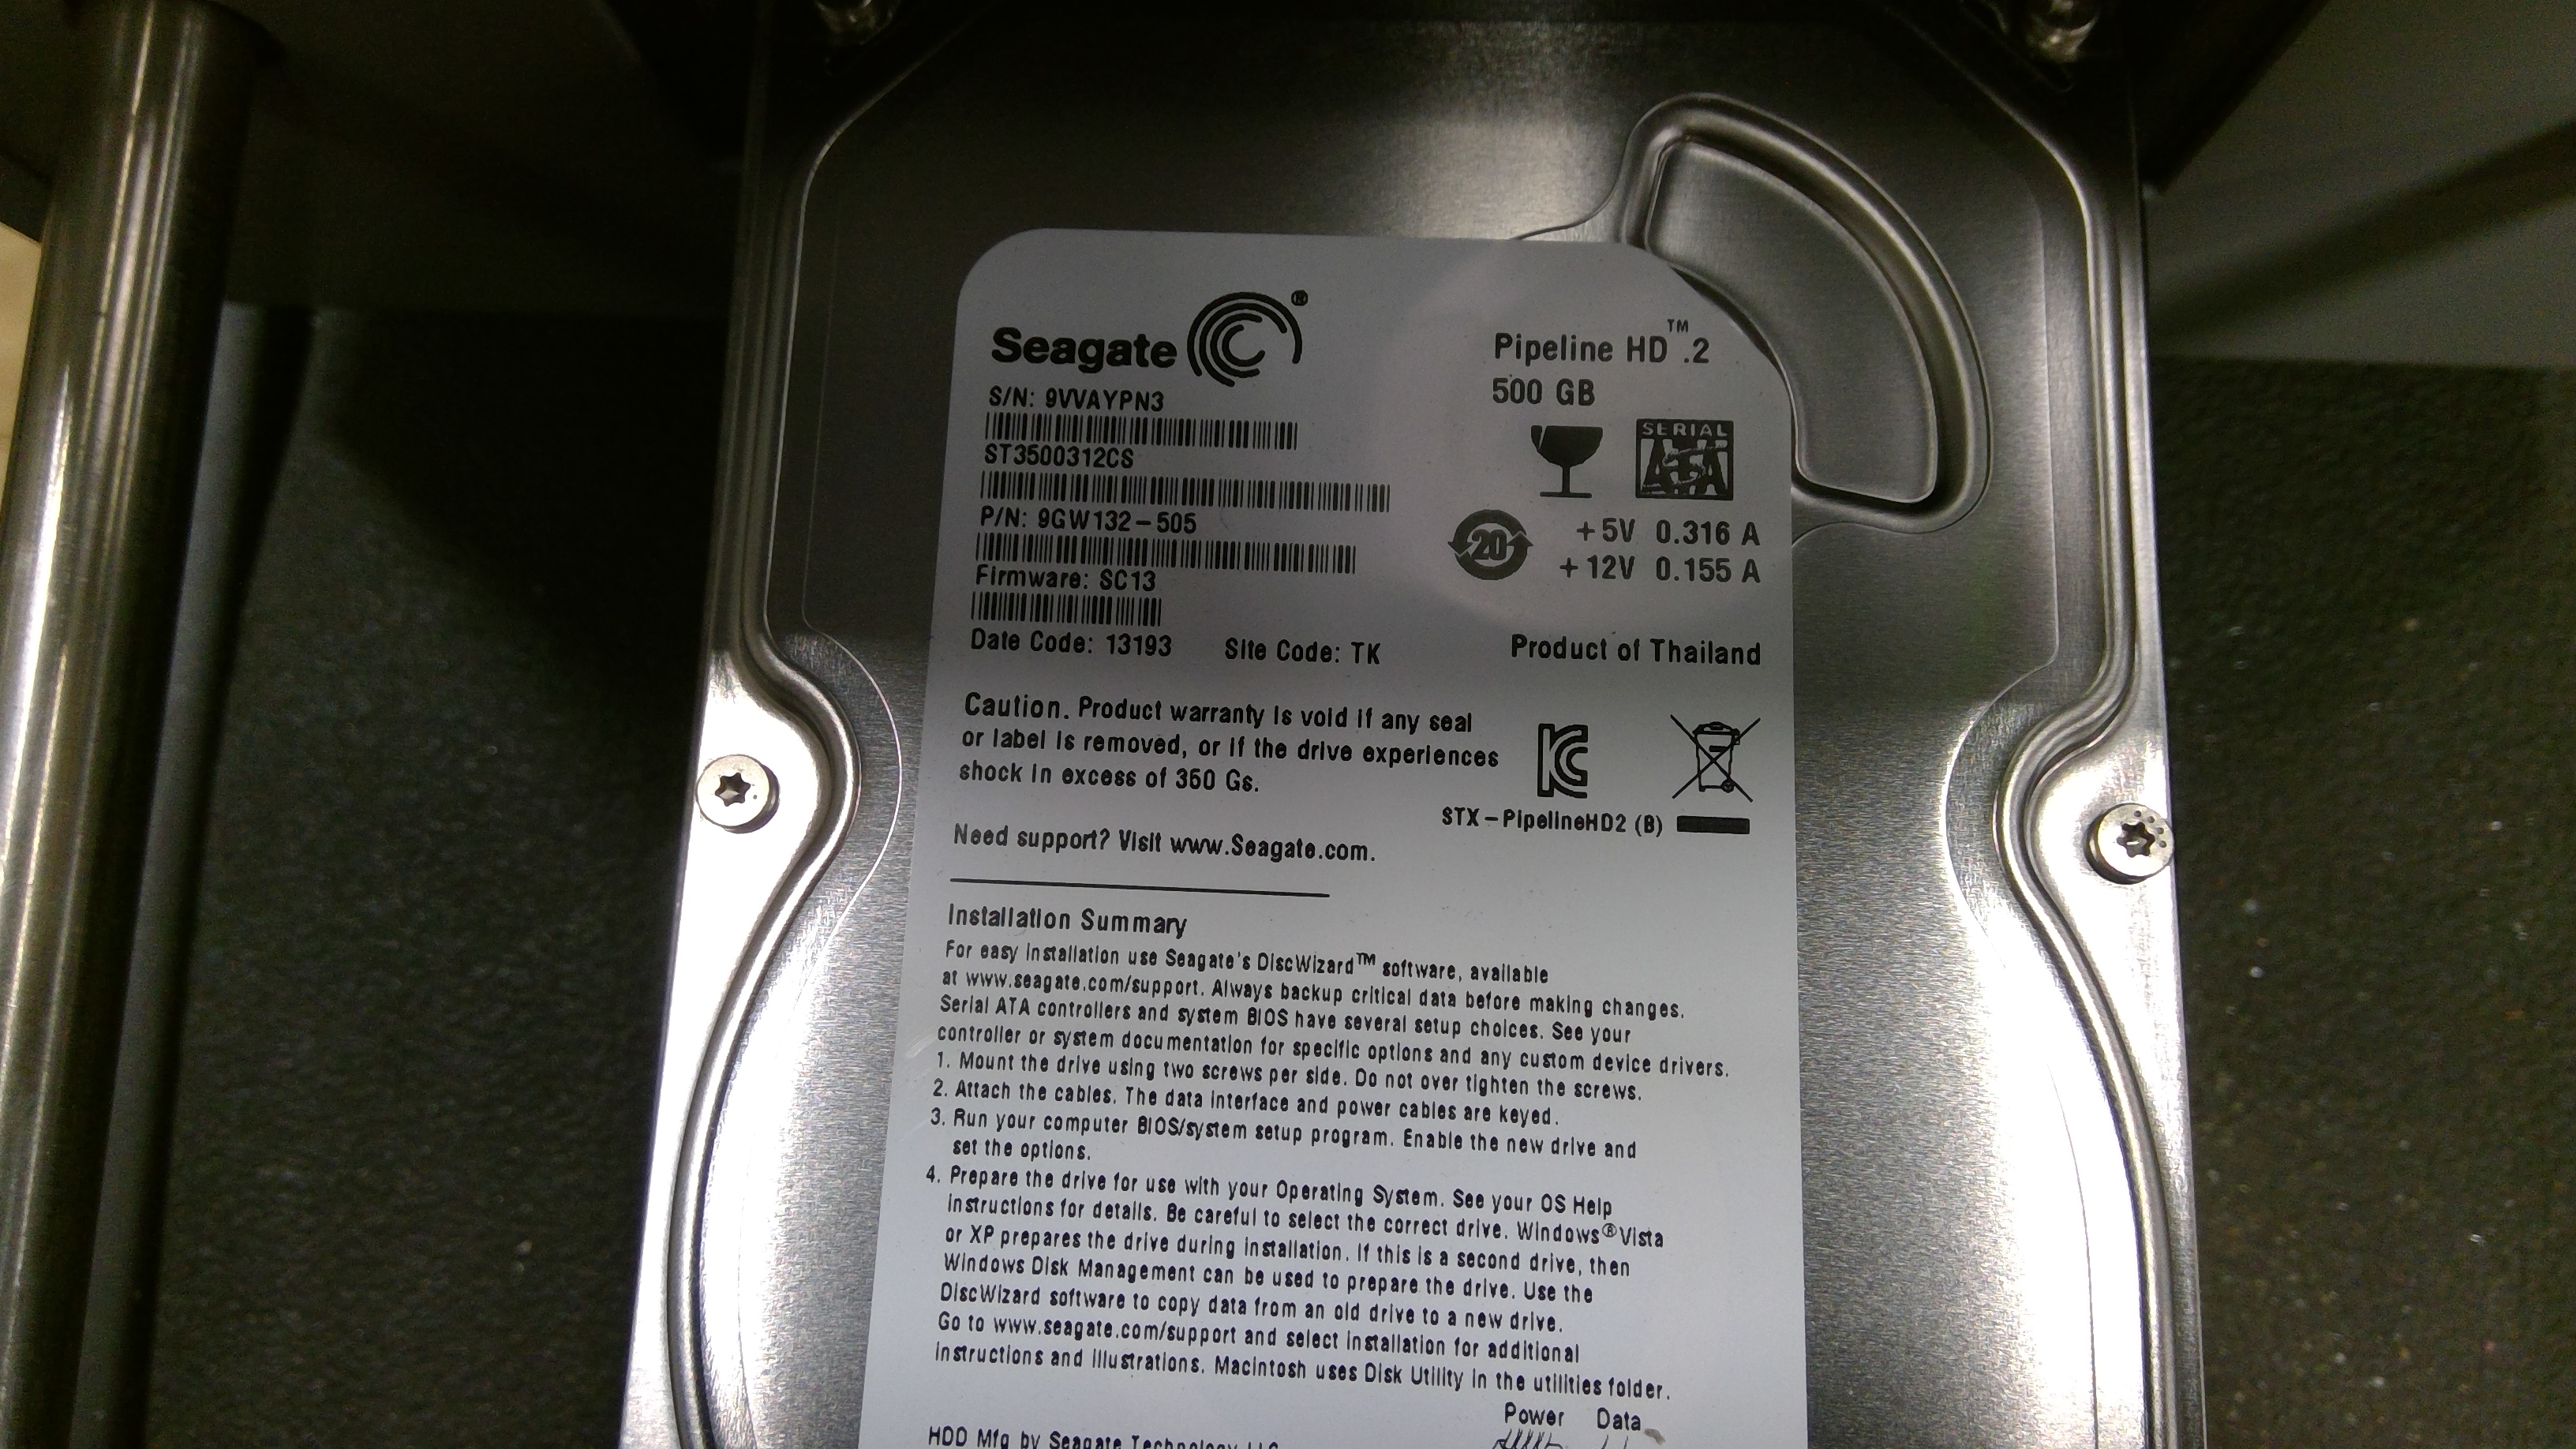 Seagate ®
Pipeline HD™ .2
500 GB
S/N: 9VVAYPN3
ST3500312CS
SERIAL
ATA
P/N: 9GW132-505
20
+5V 0.316 A
+12V 0.155 A
Firmware: SC13
Date Code: 13193 Site Code: TK Product of Thailand
Caution. Product warranty is void if any seal
or label is removed, or if the drive experiences
shock in excess of 350 Gs.
STX-PipelineHD2 (B)
Need support? Visit www.Seagate.com.
Installation Summary
For easy installation use Seagate's DiscWizard™ software, available
at www.seagate.com/support. Always backup critical data before making changes.
Serial ATA controllers and system BIOS have several setup choices. See your
controller or system documentation for specific options and any custom device drivers.
1. Mount the drive using two screws per side. Do not over tighten the screws.
2. Attach the cables. The data interface and power cables are keyed.
3. Run your computer BIOS/system setup program. Enable the new drive and
set the options.
4. Prepare the drive for use with your Operating System. See your OS Help
instructions for details. Be careful to select the correct drive. Windows® Vista
or XP prepares the drive during installation. If this is a second drive, then
Windows Disk Management can be used to prepare the drive. Use the
DiscWizard software to copy data from an old drive to a new drive.
Go to www.seagate.com/support and select installation for additional
instructions and illustrations. Macintosh uses Disk Utility in the utilities folder.
Power Data
HDD Mfg by Seagate Technology LLC